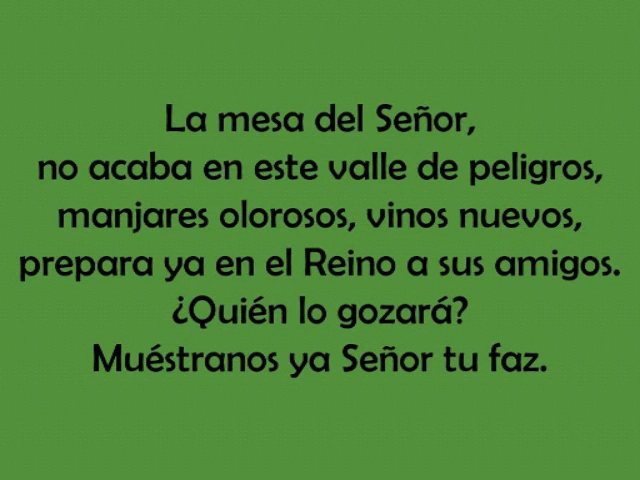 La mesa del Señor,
no acaba en este valle de peligros,
manjares olorosos, vinos nuevos,
prepara ya en el Reino a sus amigos.
¿Quién lo gozará?
Muéstranos ya Señor tu faz.